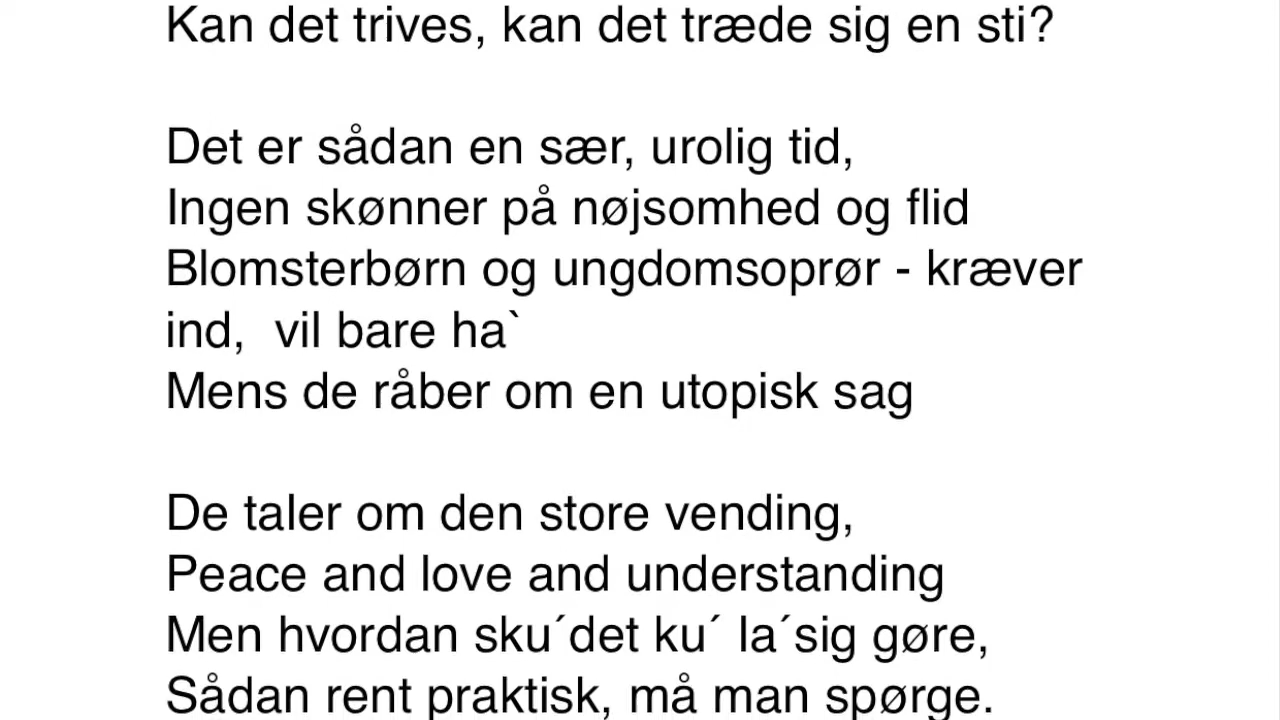 Kan det trives, kan det træde sig en sti?
Det er sådan en sær, urolig tid,
Ingen skønner på nøjsomhed og flid
Blomsterbørn og ungdomsoprør - kræver
ind,  vil bare ha`
Mens de råber om en utopisk sag
De taler om den store vending,
Peace and love and understanding
Men hvordan sku´det ku´ la´sig gøre,
Sådan rent praktisk, må man spørge.